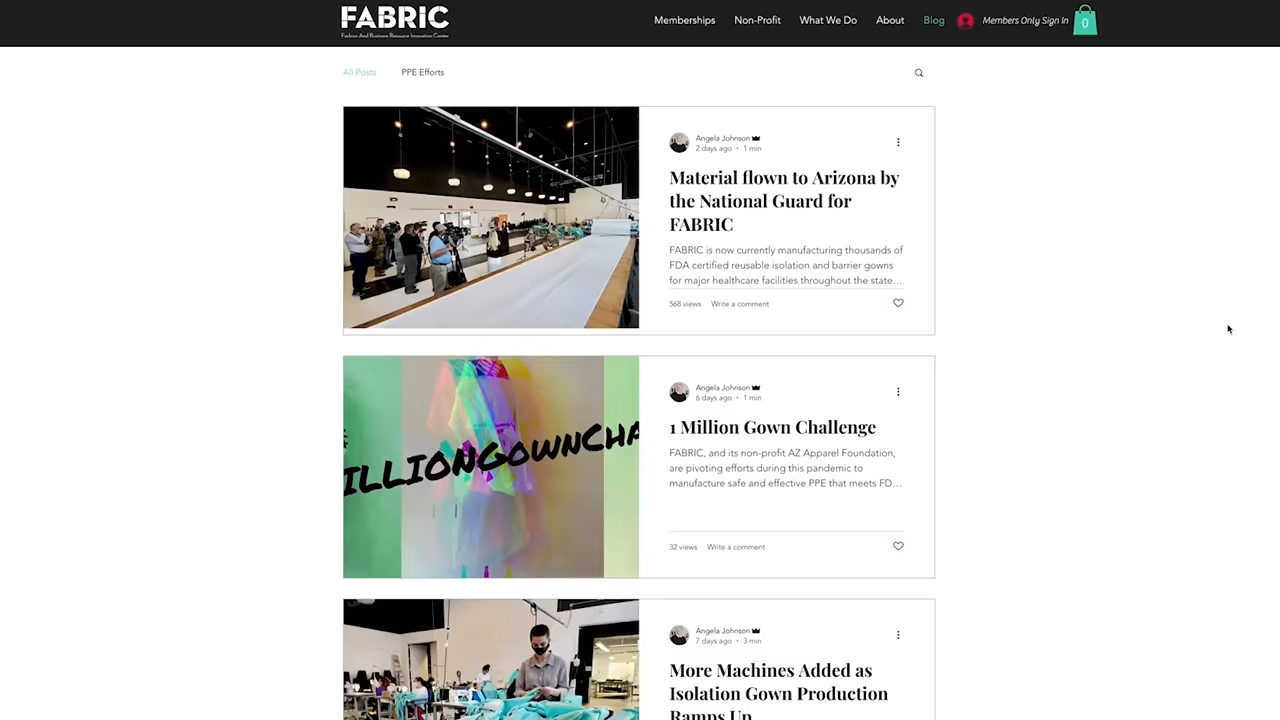 FABRIC
Fashion And Business Resource Innovation Center
Memberships Non-Profit What We Do About Blog Members Only Sign In 0
All Posts PPE Efforts
Angela Johnson
2 days ago · 1 min
Material flown to Arizona by
the National Guard for
FABRIC
FABRIC is now currently manufacturing thousands of
FDA certified reusable isolation and barrier gowns
for major healthcare facilities throughout the state...
568 views Write a comment
ILLIONGOWNCHA
Angela Johnson
6 days ago · 1 min
1 Million Gown Challenge
FABRIC, and its non-profit AZ Apparel Foundation,
are pivoting efforts during this pandemic to
manufacture safe and effective PPE that meets FD...
32 views Write a comment
Angela Johnson
7 days ago · 3 min
More Machines Added as
Isolation Gown Production
Ramps Up